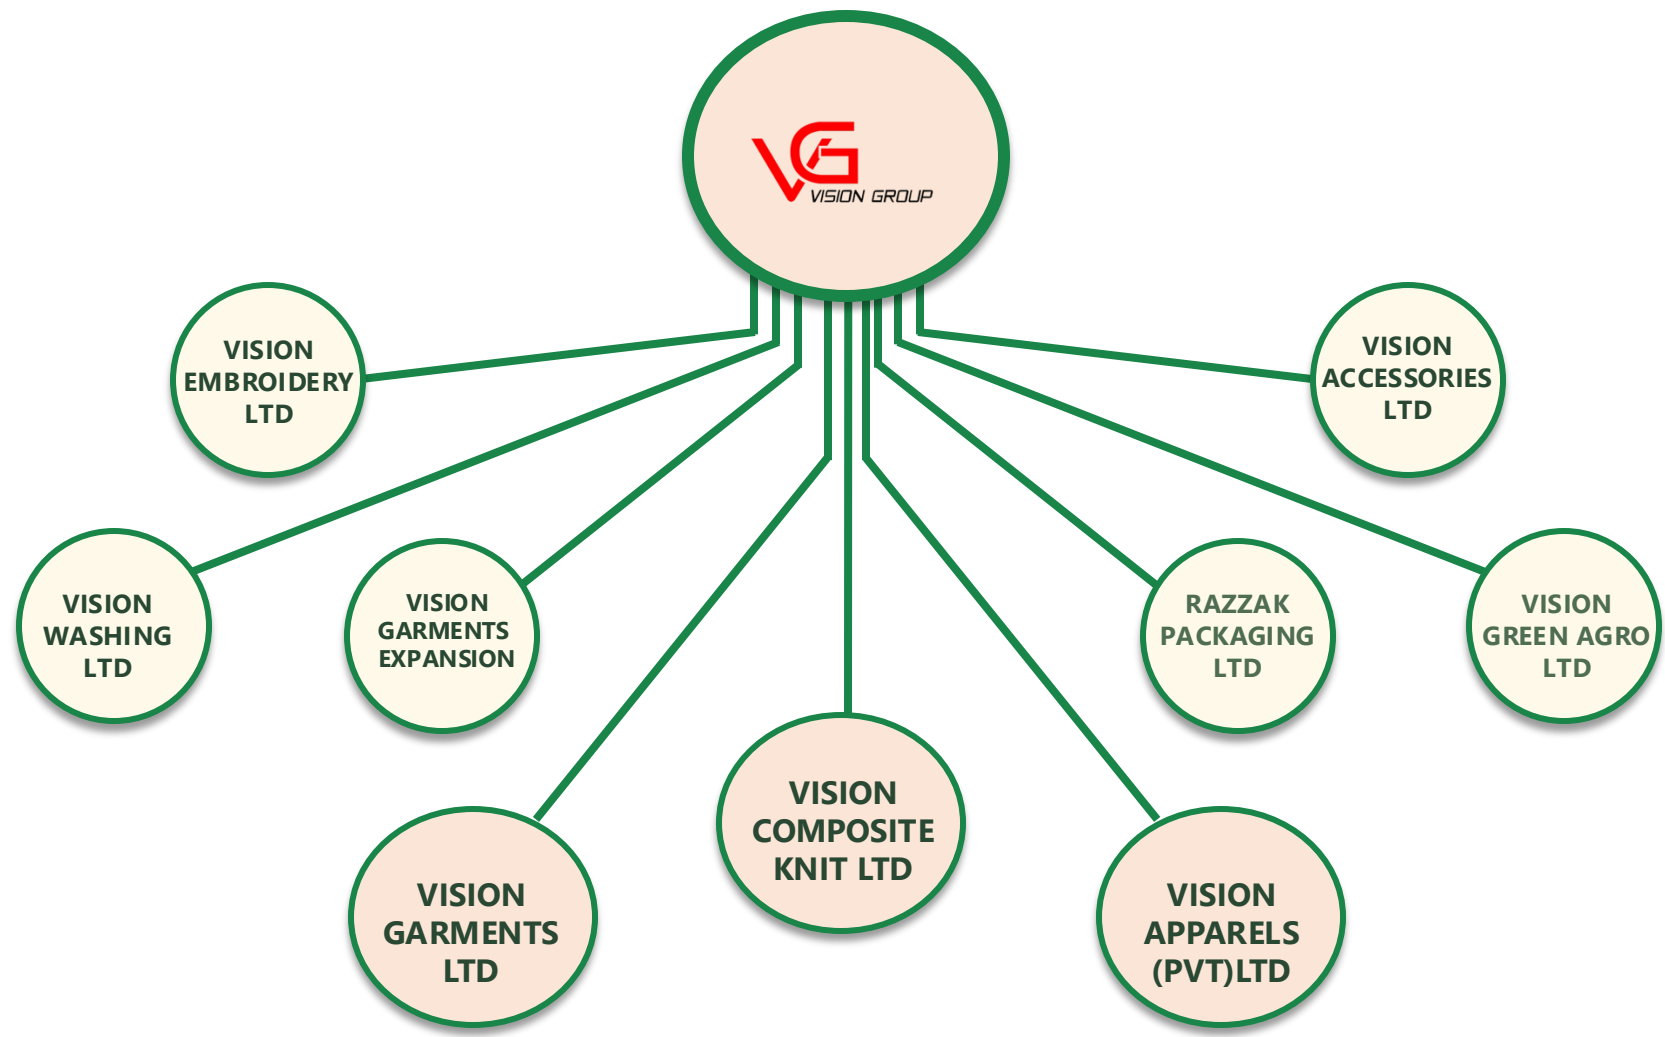 VG
VISION GROUP
VISION
EMBROIDERY
LTD
VISION
ACCESSORIES
LTD
VISION
WASHING
LTD
VISION
GARMENTS
EXPANSION
RAZZAK
PACKAGING
LTD
VISION
GREEN AGRO
LTD
VISION
GARMENTS
LTD
VISION
COMPOSITE
KNIT LTD
VISION
APPARELS
(PVT)LTD